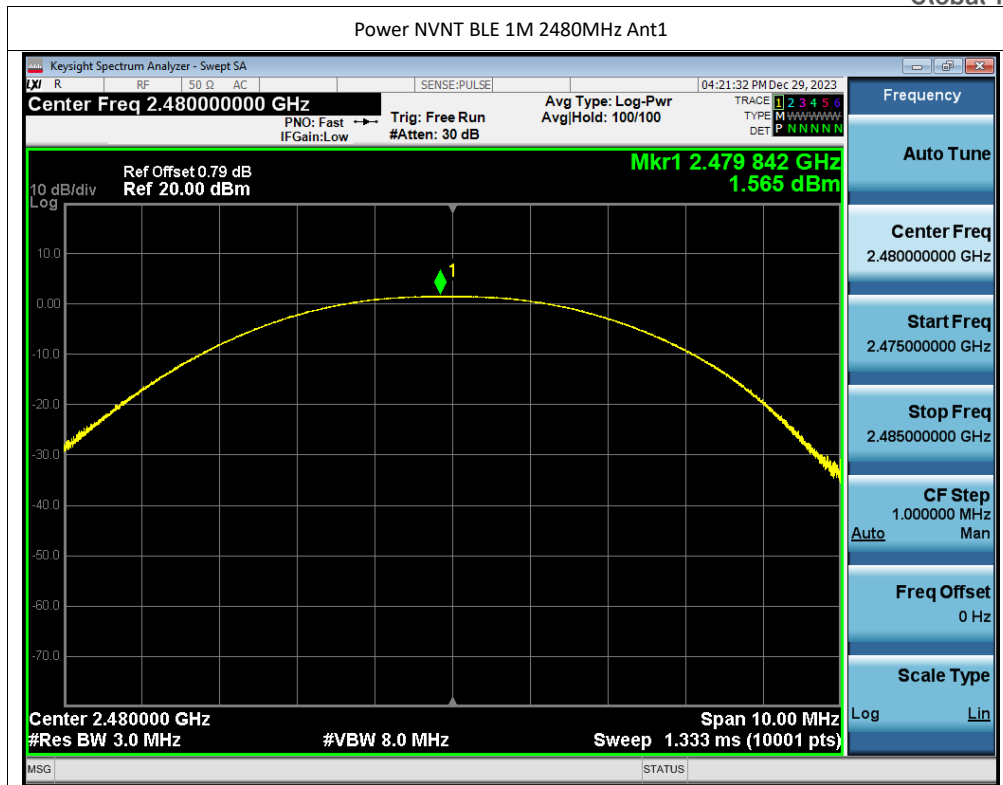 Power NVNT BLE 1M 2480MHz Ant1
Keysight Spectrum Analyzer - Swept SA
LXI R RF 50 Ω AC SENSE:PULSE 04:21:32 PM Dec 29, 2023
Center Freq 2.480000000 GHz
PNO: Fast
IFGain:Low
Trig: Free Run
#Atten: 30 dB
Avg Type: Log-Pwr
Avg|Hold: 100/100
TRACE 1 2 3 4 5 6
TYPE M WWWWW
DET P N N N N N
Ref Offset 0.79 dB
10 dB/div Ref 20.00 dBm
Log
Mkr1 2.479 842 GHz
1.565 dBm
1
10.0
0.00
-10.0
-20.0
-30.0
-40.0
-50.0
-60.0
-70.0
Center 2.480000 GHz Span 10.00 MHz
#Res BW 3.0 MHz #VBW 8.0 MHz Sweep 1.333 ms (10001 pts)
MSG STATUS
Frequency
Auto Tune
Center Freq
2.480000000 GHz
Start Freq
2.475000000 GHz
Stop Freq
2.485000000 GHz
CF Step
1.000000 MHz
Auto Man
Freq Offset
0 Hz
Scale Type
Log Lin